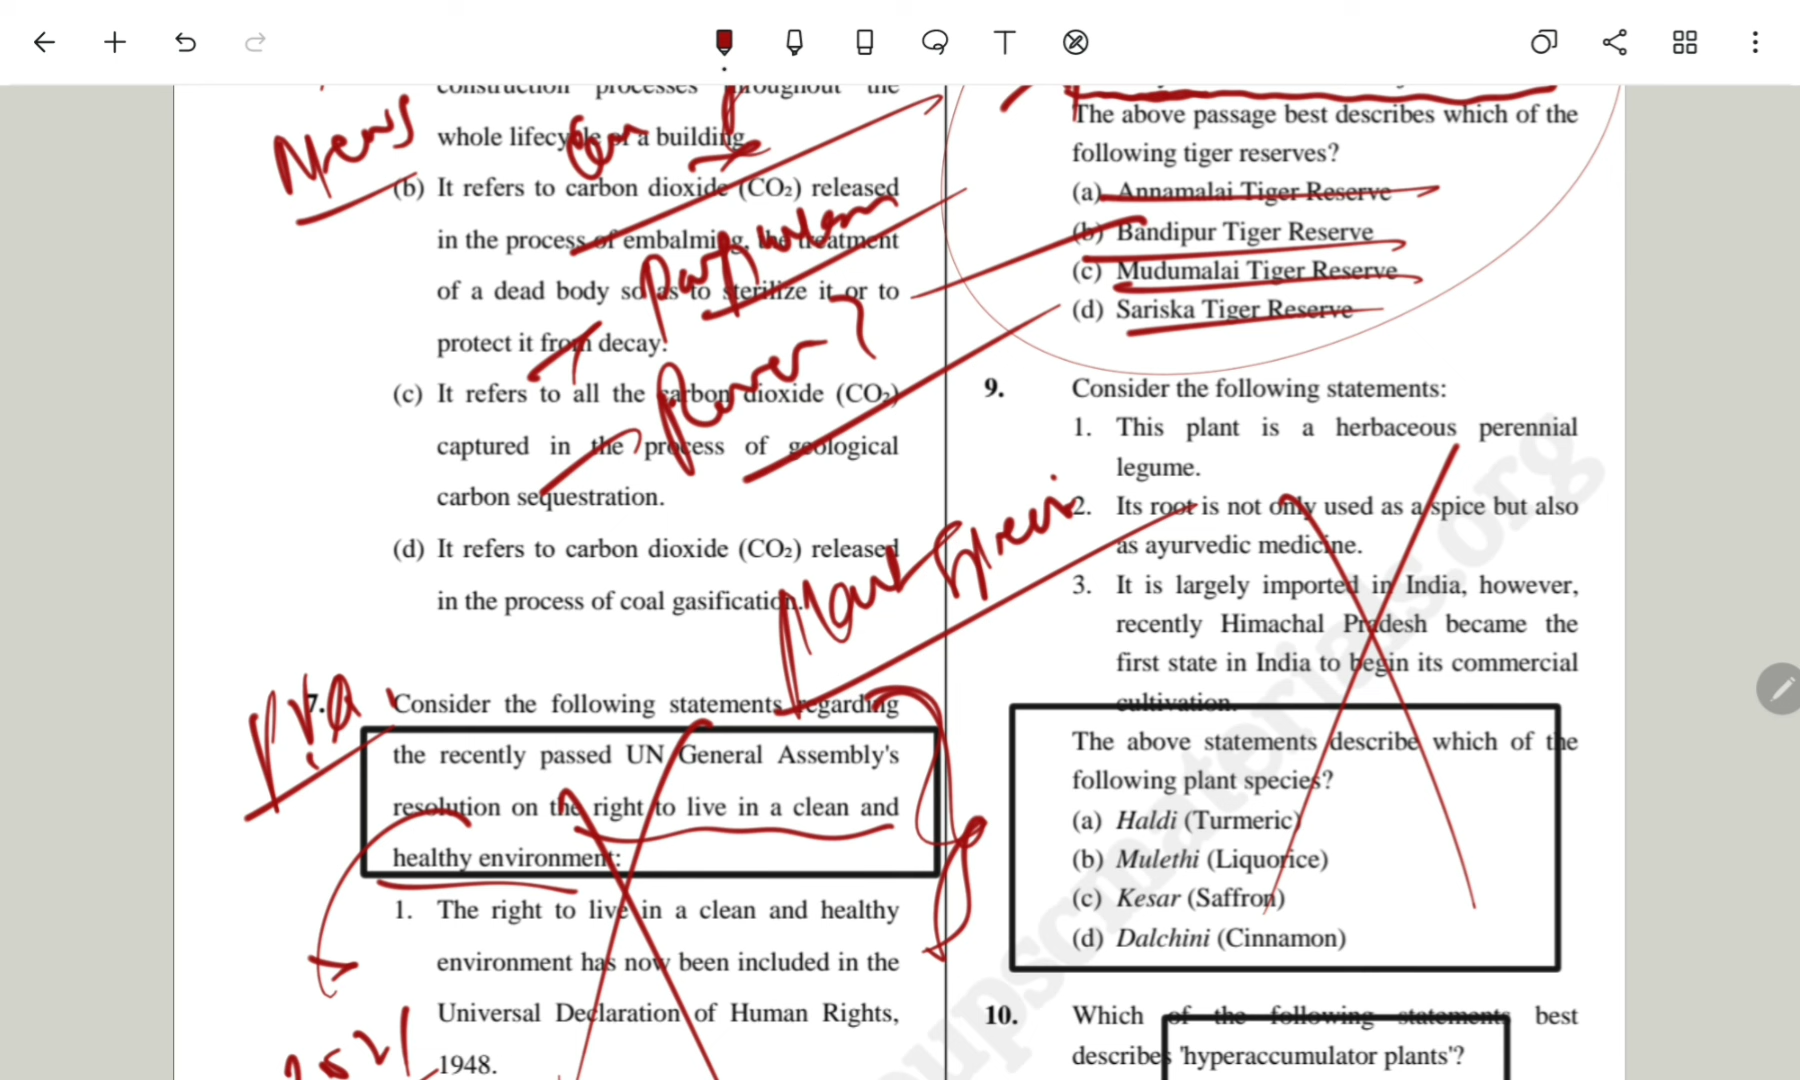 construction processes throughout the
whole lifecycle of a building.
(b) It refers to carbon dioxide (CO₂) released
in the process of embalming, the treatment
of a dead body so as to sterilize it or to
protect it from decay.
(c) It refers to all the carbon dioxide (CO₂)
captured in the process of geological
carbon sequestration.
(d) It refers to carbon dioxide (CO₂) released
in the process of coal gasification.
7. Consider the following statements regarding
the recently passed UN General Assembly's
resolution on the right to live in a clean and
healthy environment:
1. The right to live in a clean and healthy
environment has now been included in the
Universal Declaration of Human Rights,
1948.
The above passage best describes which of the
following tiger reserves?
(a) Annamalai Tiger Reserve
(b) Bandipur Tiger Reserve
(c) Mudumalai Tiger Reserve
(d) Sariska Tiger Reserve
9. Consider the following statements:
1. This plant is a herbaceous perennial
legume.
2. Its root is not only used as a spice but also
as ayurvedic medicine.
3. It is largely imported in India, however,
recently Himachal Pradesh became the
first state in India to begin its commercial
cultivation.
The above statements describe which of the
following plant species?
(a) Haldi (Turmeric)
(b) Mulethi (Liquorice)
(c) Kesar (Saffron)
(d) Dalchini (Cinnamon)
10. Which of the following statements best
describes 'hyperaccumulator plants'?
upscmaterials.org